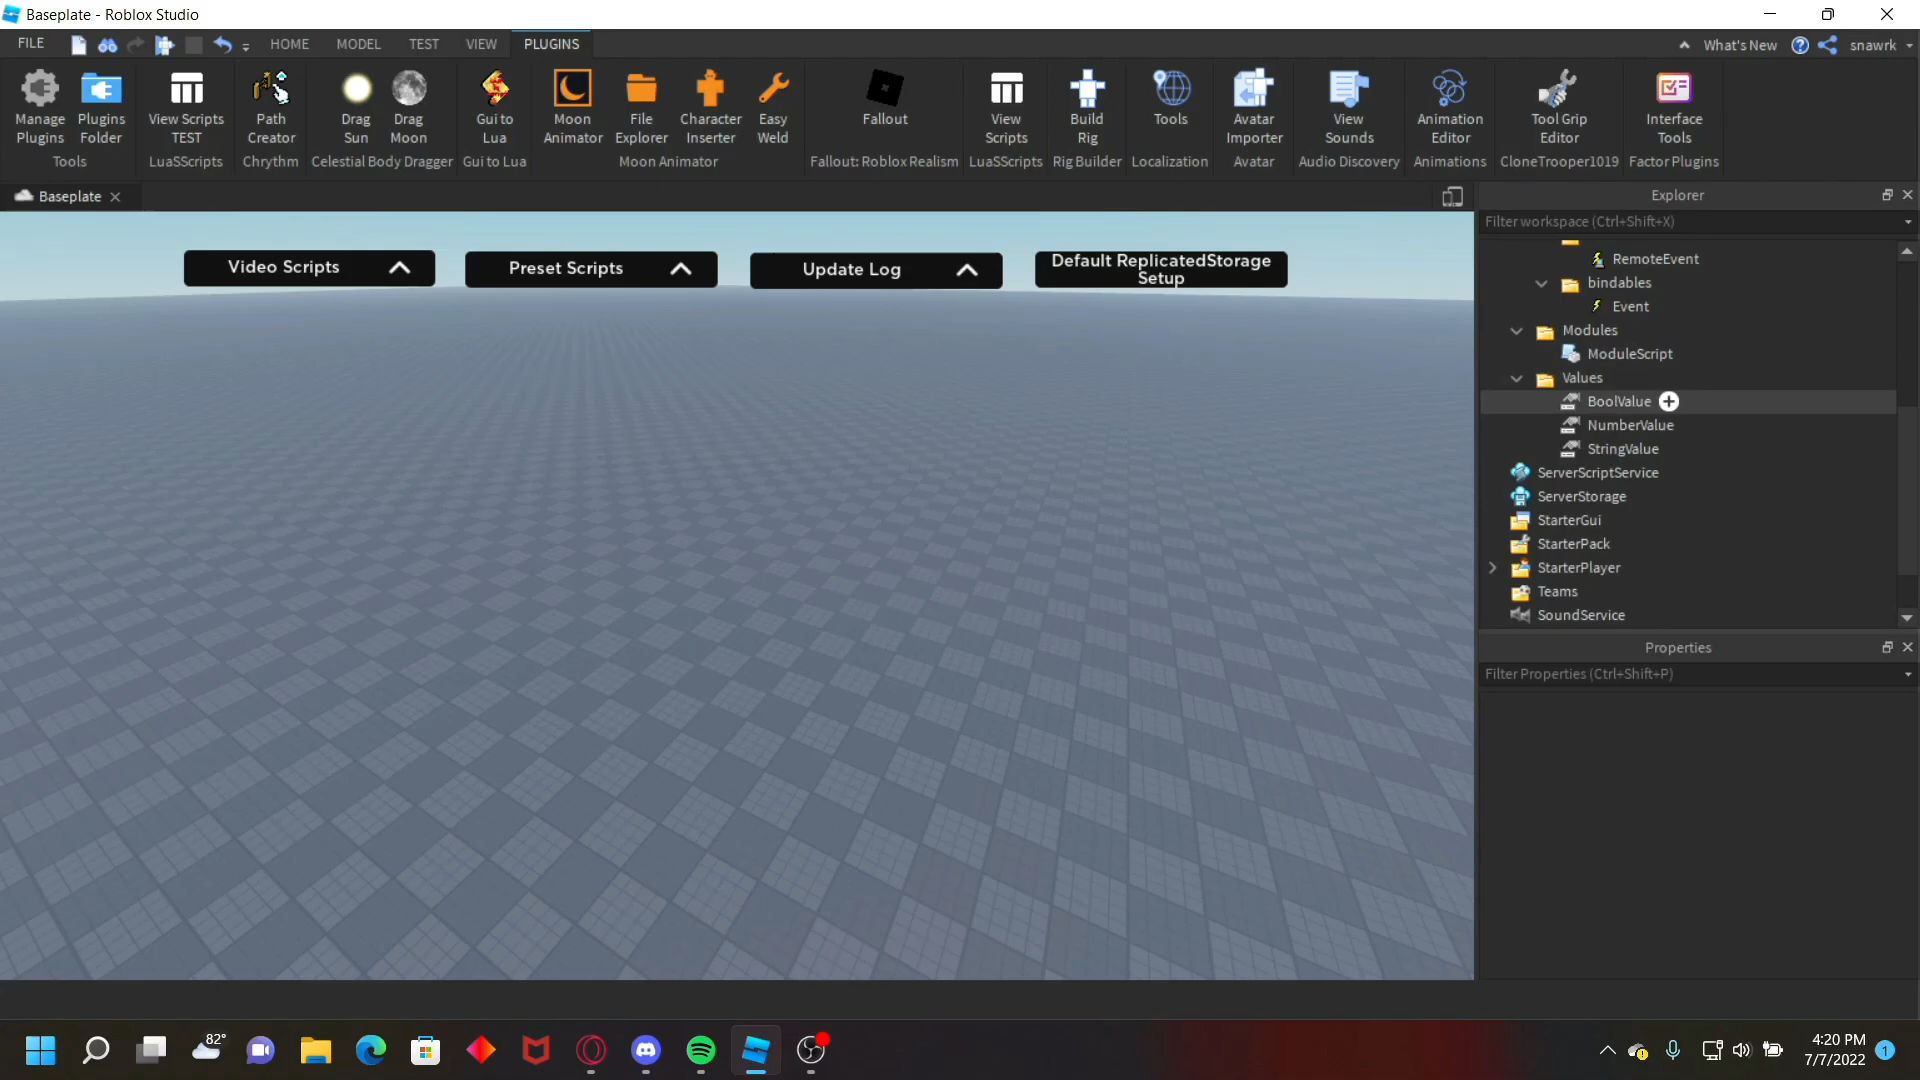 Baseplate - Roblox Studio
FILE
HOME
MODEL
TEST
VIEW
PLUGINS
What's New
snawrk
Manage Plugins
Plugins Folder
Tools
View Scripts TEST
LuaSScripts
Path Creator
Chrythm
Drag Sun
Drag Moon
Celestial Body Dragger
Gui to Lua
Gui to Lua
Moon Animator
File Explorer
Character Inserter
Easy Weld
Moon Animator
Fallout
Fallout: Roblox Realism
View Scripts
LuaSScripts
Build Rig
Rig Builder
Tools
Localization
Avatar Importer
Avatar
View Sounds
Audio Discovery
Animation Editor
Animations
Tool Grip Editor
CloneTrooper1019
Interface Tools
Factor Plugins
Baseplate
Video Scripts
Preset Scripts
Update Log
Default ReplicatedStorage
Setup
Explorer
Filter workspace (Ctrl+Shift+X)
RemoteEvent
bindables
Event
Modules
ModuleScript
Values
BoolValue
NumberValue
StringValue
ServerScriptService
ServerStorage
StarterGui
StarterPack
StarterPlayer
Teams
SoundService
Properties
Filter Properties (Ctrl+Shift+P)
82°
4:20 PM
7/7/2022
1